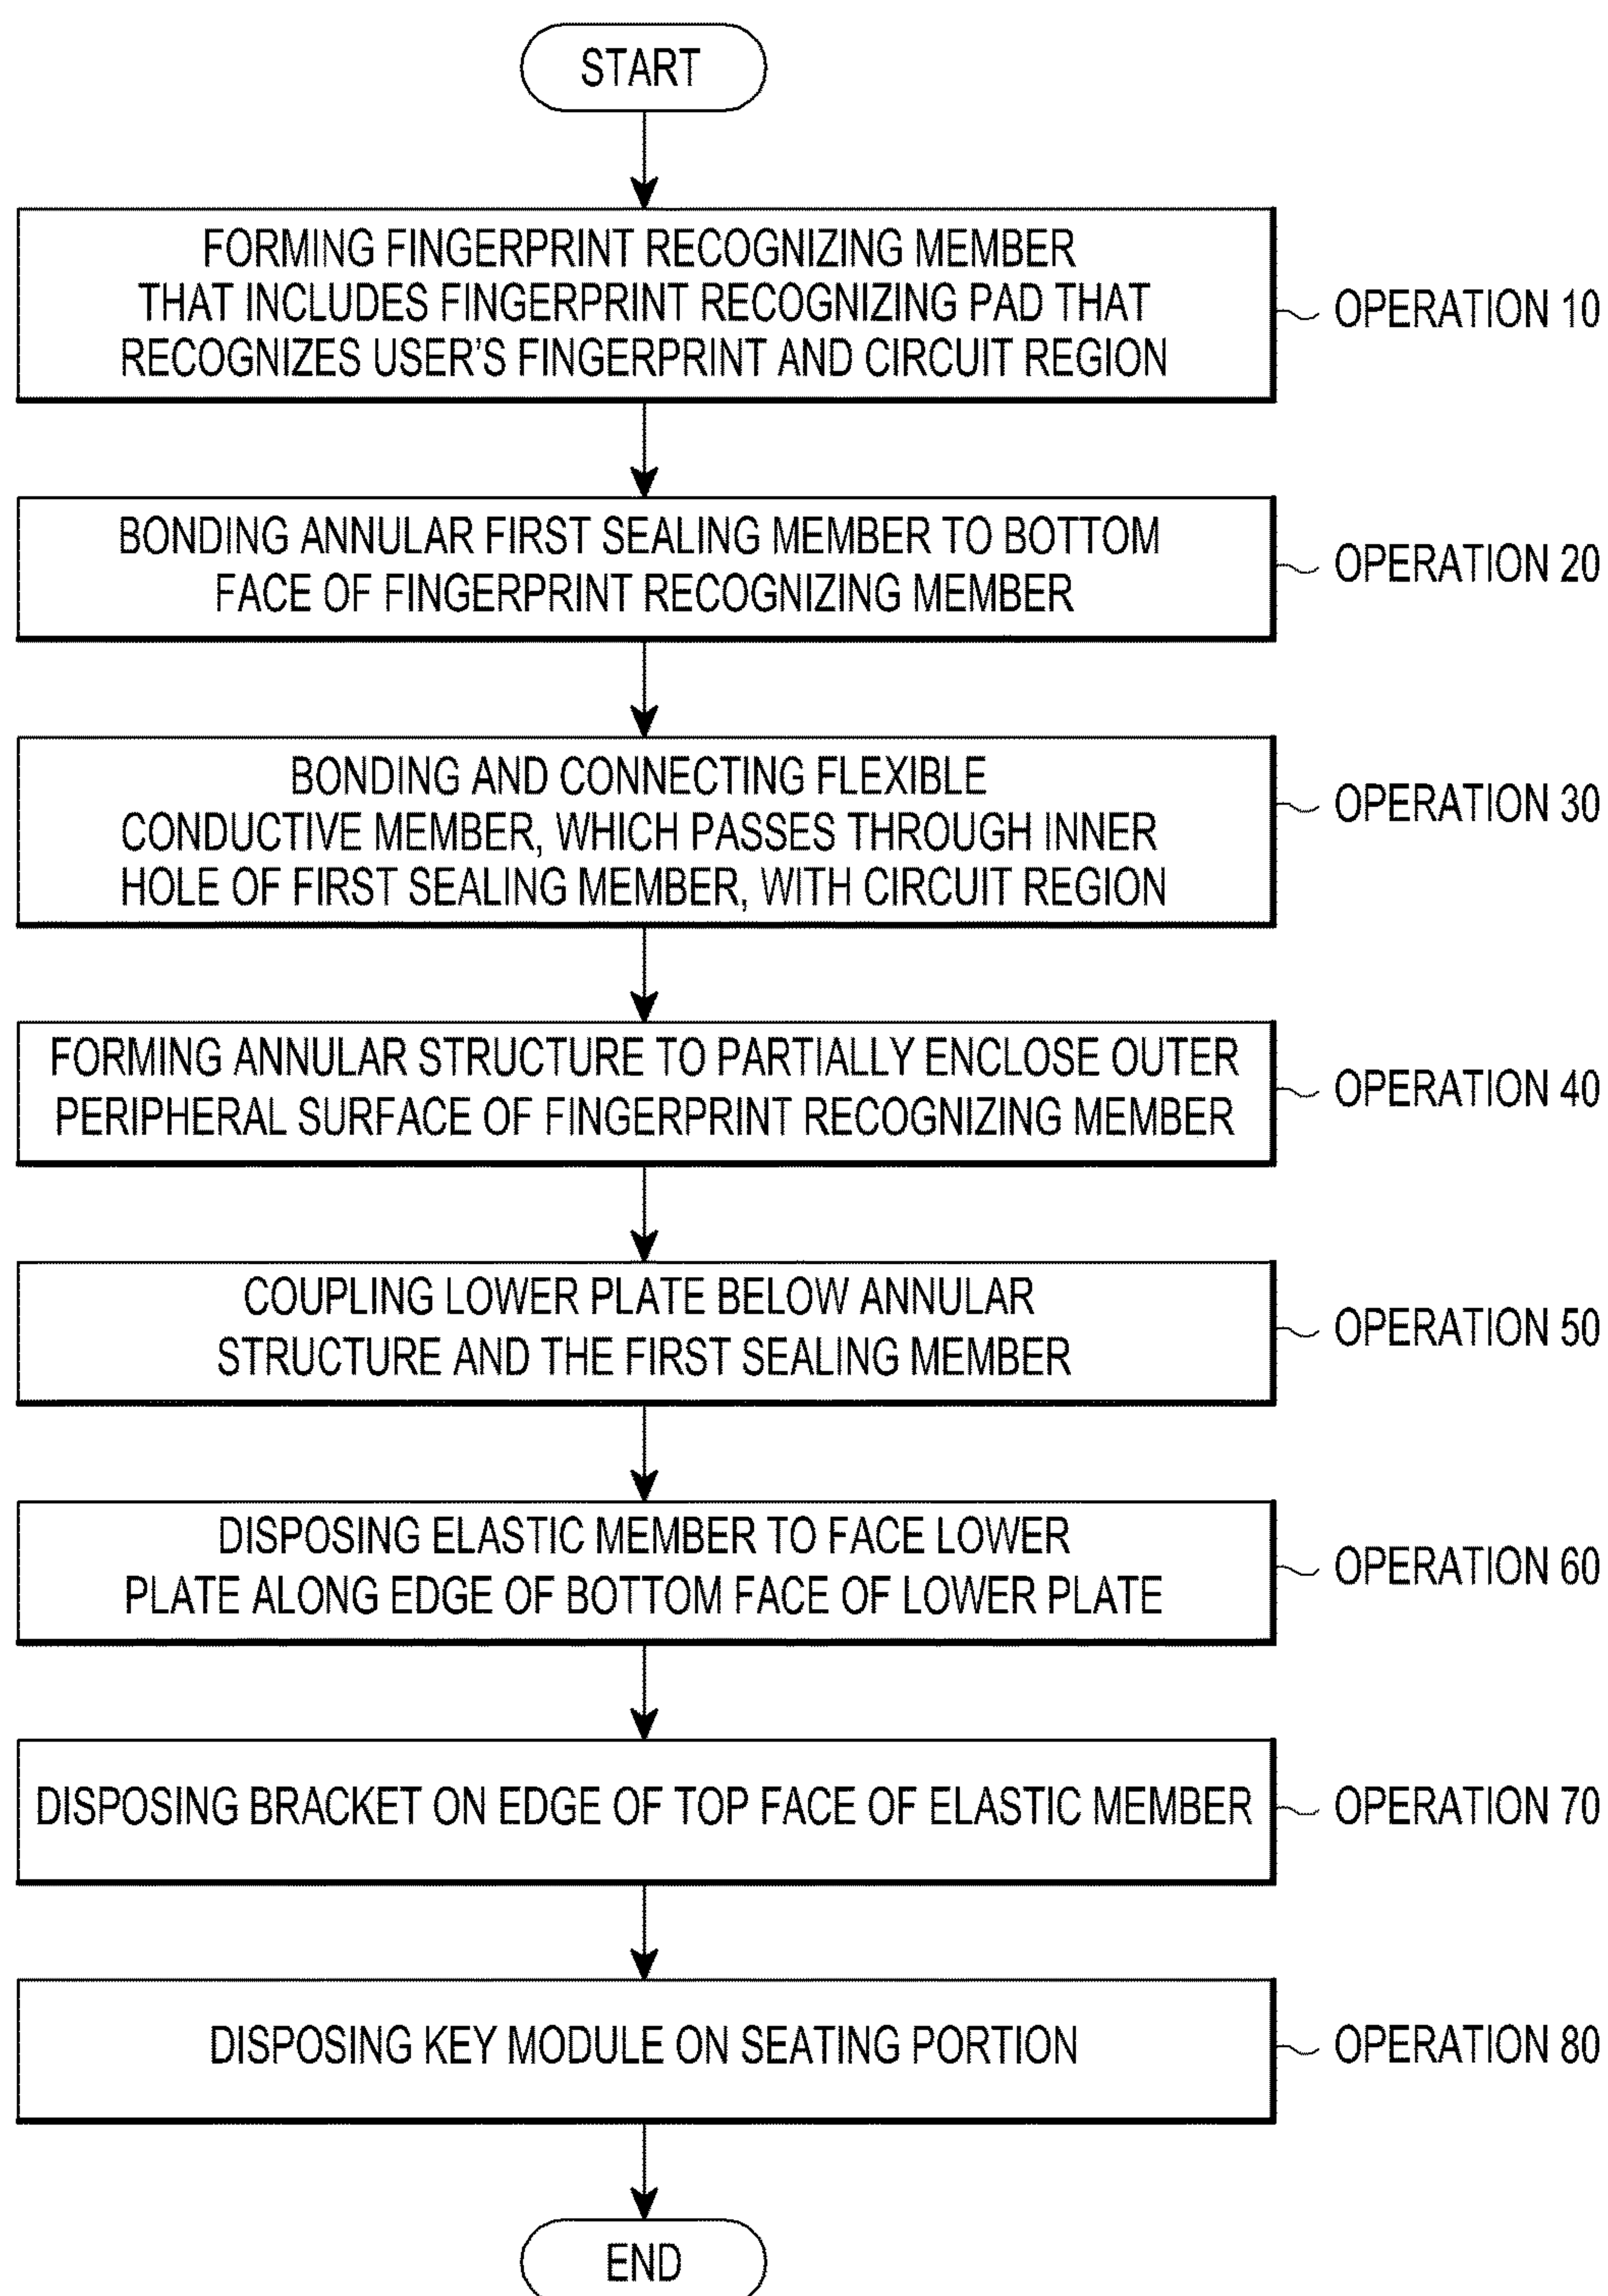 START
FORMING FINGERPRINT RECOGNIZING MEMBER
THAT INCLUDES FINGERPRINT RECOGNIZING PAD THAT
RECOGNIZES USER'S FINGERPRINT AND CIRCUIT REGION
OPERATION 10
BONDING ANNULAR FIRST SEALING MEMBER TO BOTTOM
FACE OF FINGERPRINT RECOGNIZING MEMBER
OPERATION 20
BONDING AND CONNECTING FLEXIBLE
CONDUCTIVE MEMBER, WHICH PASSES THROUGH INNER
HOLE OF FIRST SEALING MEMBER, WITH CIRCUIT REGION
OPERATION 30
FORMING ANNULAR STRUCTURE TO PARTIALLY ENCLOSE OUTER
PERIPHERAL SURFACE OF FINGERPRINT RECOGNIZING MEMBER
OPERATION 40
COUPLING LOWER PLATE BELOW ANNULAR
STRUCTURE AND THE FIRST SEALING MEMBER
OPERATION 50
DISPOSING ELASTIC MEMBER TO FACE LOWER
PLATE ALONG EDGE OF BOTTOM FACE OF LOWER PLATE
OPERATION 60
DISPOSING BRACKET ON EDGE OF TOP FACE OF ELASTIC MEMBER
OPERATION 70
DISPOSING KEY MODULE ON SEATING PORTION
OPERATION 80
END